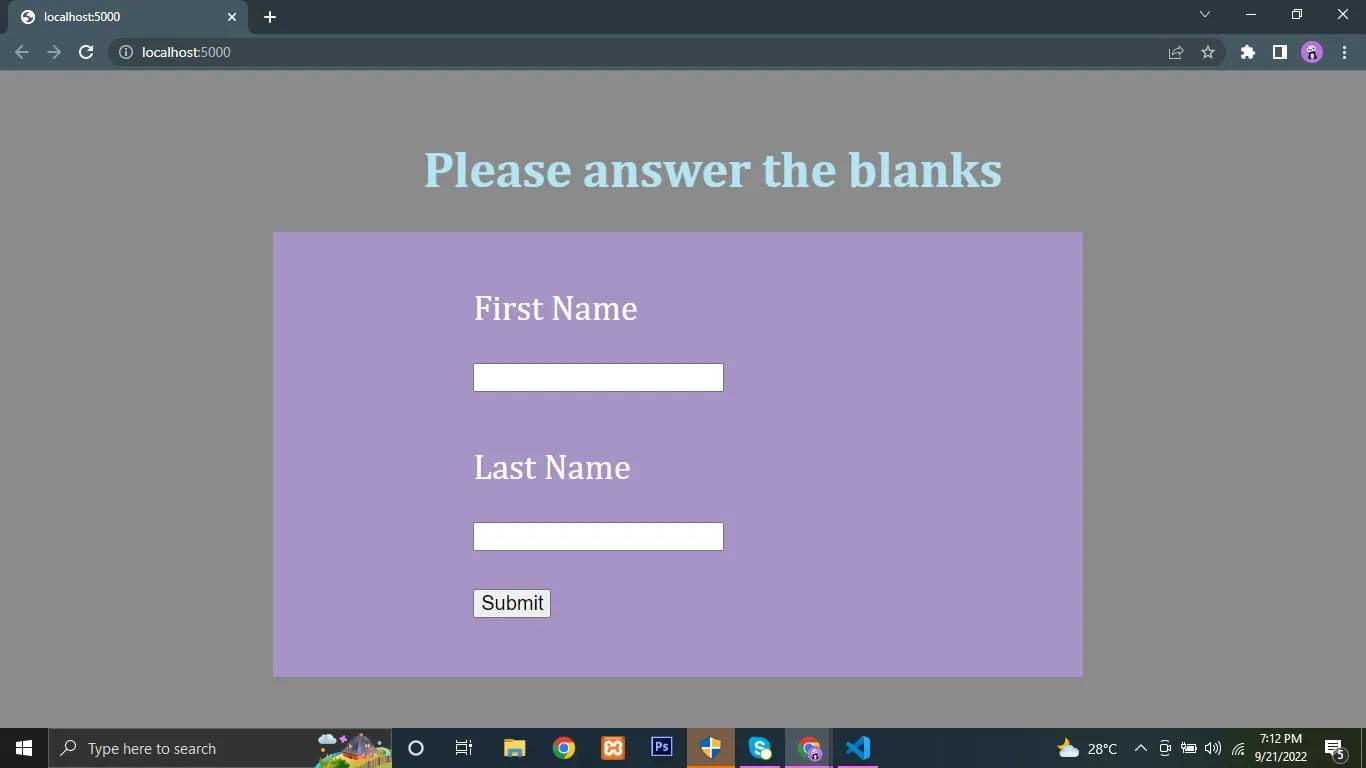 localhost:5000
localhost:5000
Please answer the blanks
First Name
Last Name
Submit
Type here to search
Ps
28°C
7:12 PM
9/21/2022
5